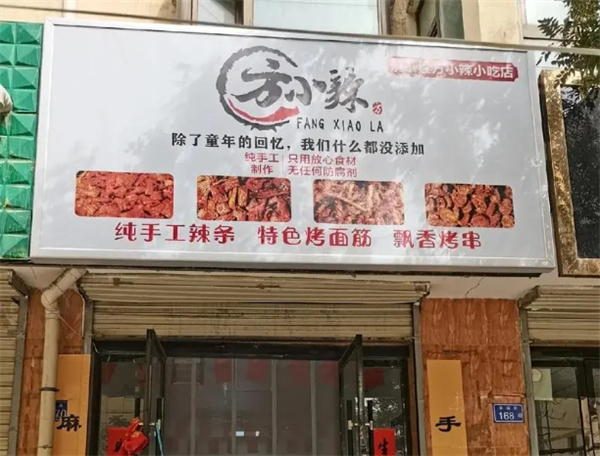 方小辣小吃店
方小辣
FANG XIAO LA
除了童年的回忆，我们什么都没添加
纯手工 只用放心食材
制作 无任何防腐剂
纯手工辣条 特色烤面筋 飘香烤串
麻
手
168